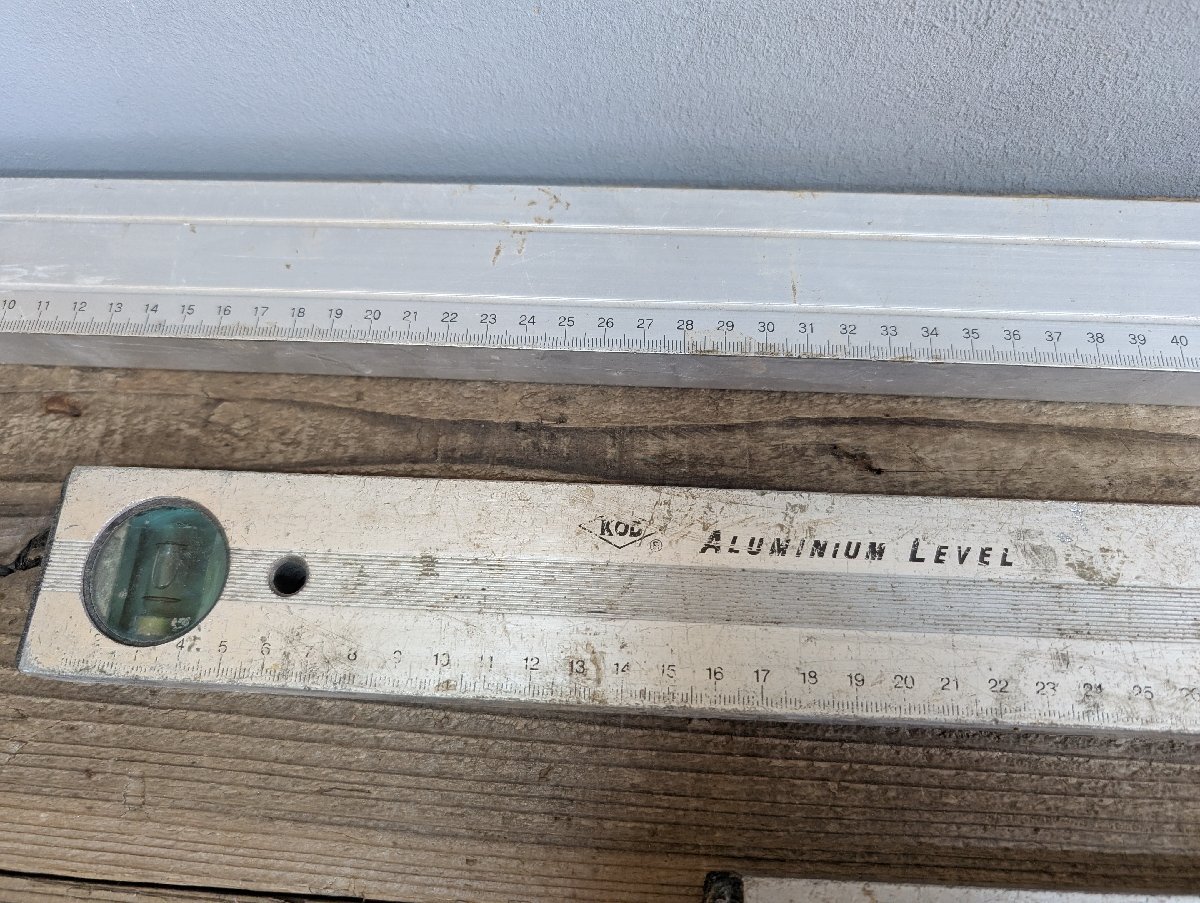 10 11 12 13 14 15 16 17 18 19 20 21 22 23 24 25 26 27 28 29 30 31 32 33 34 35 36 37 38 39 40
KOD ®
ALUMINIUM LEVEL
4 5 6 7 8 9 10 11 12 13 14 15 16 17 18 19 20 21 22 23 24 25